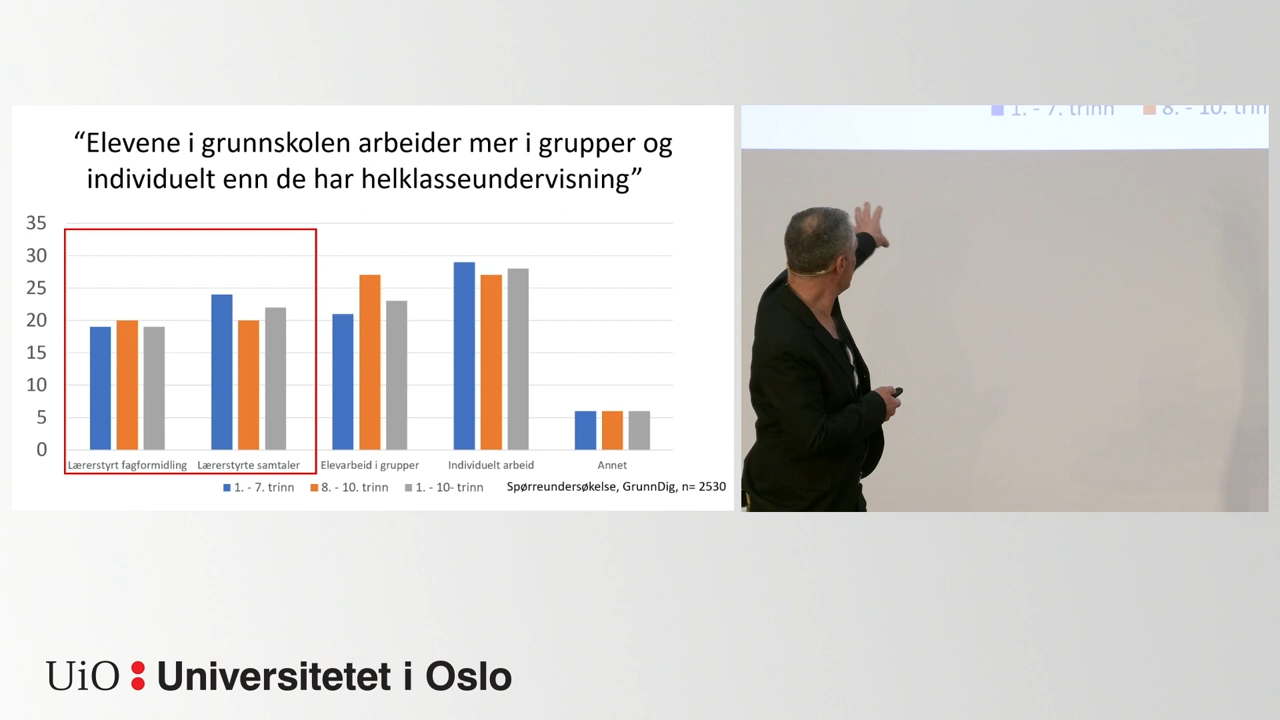 “Elevene i grunnskolen arbeider mer i grupper og
individuelt enn de har helklasseundervisning”
35
30
25
20
15
10
5
0
Lærerstyrt fagformidling Lærerstyrte samtaler Elevarbeid i grupper Individuelt arbeid Annet
1. - 7. trinn 8. - 10. trinn 1. - 10- trinn Spørreundersøkelse, GrunnDig, n= 2530
1. - 7. trinn 8. - 10. trin
UiO Universitetet i Oslo